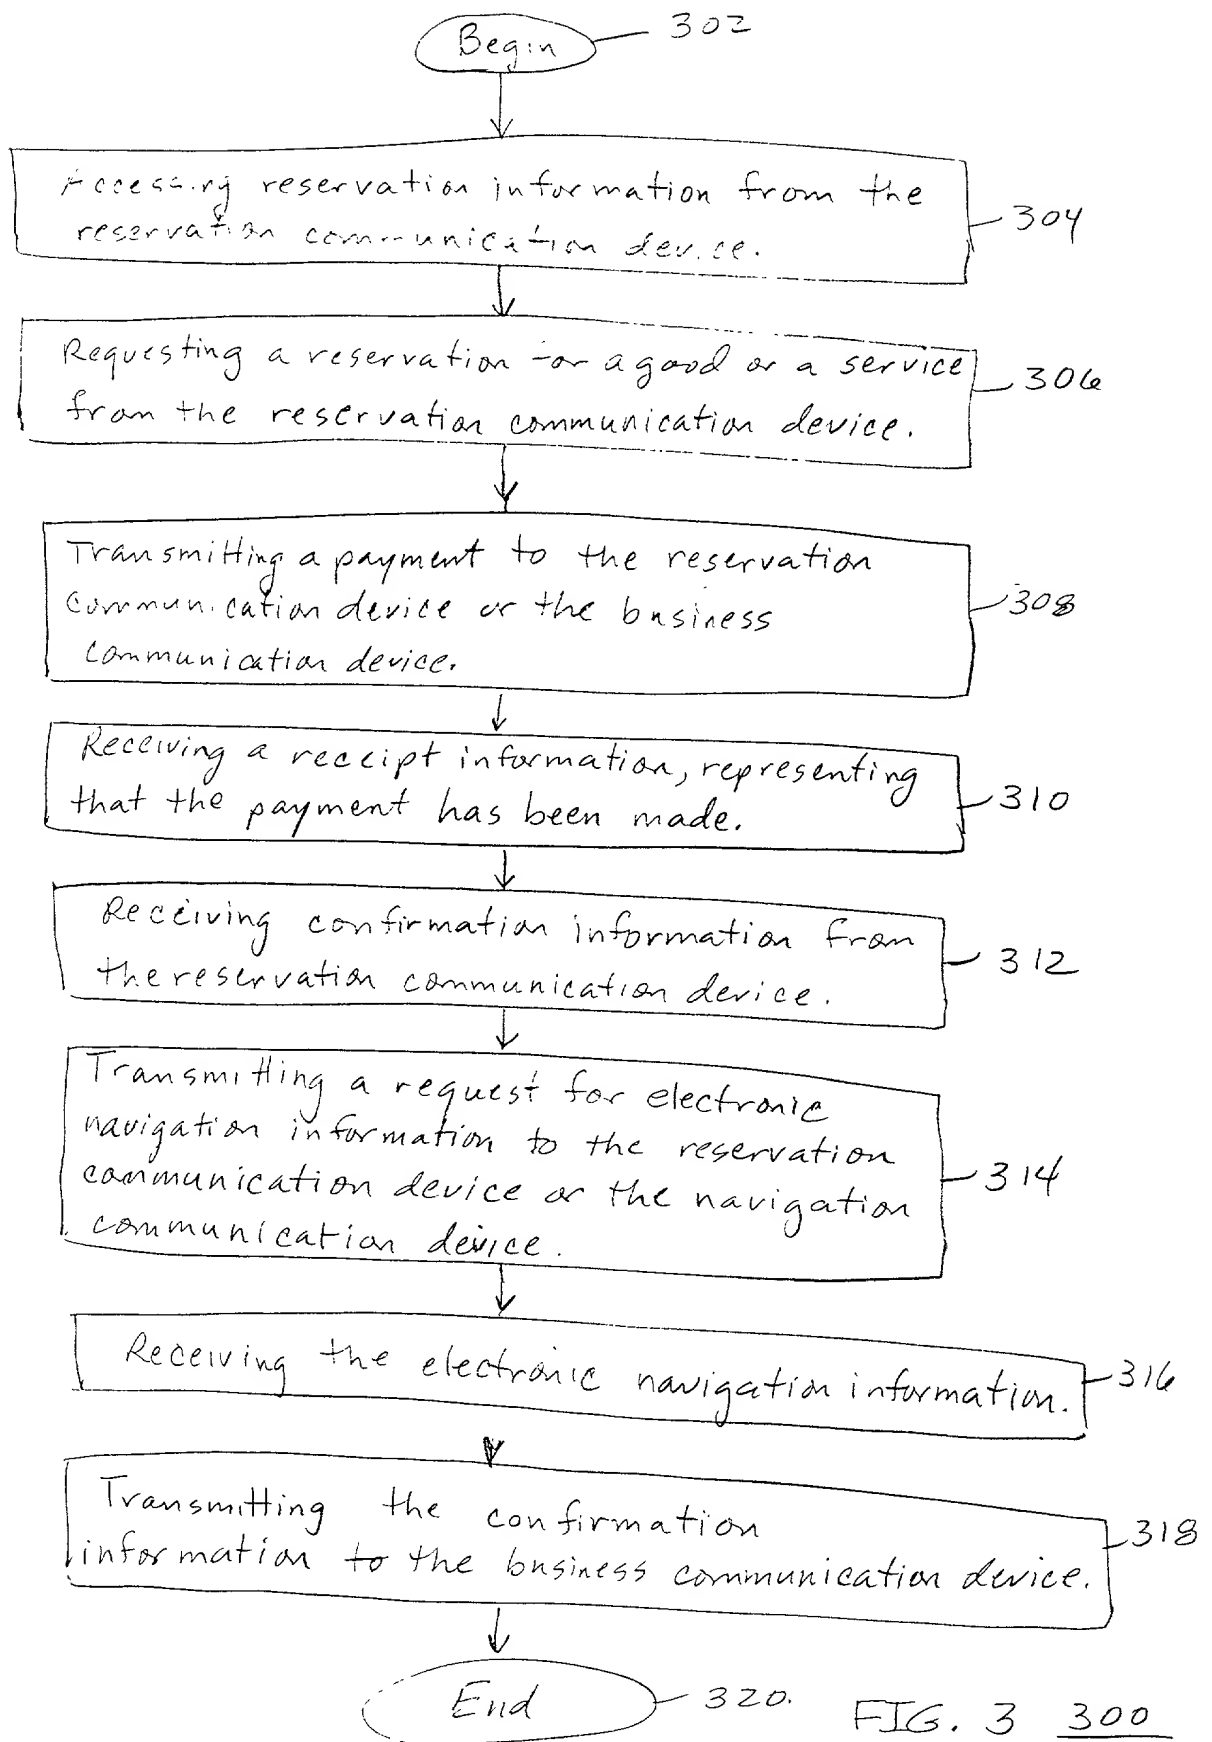 Begin 302
Accessing reservation information from the
reservation communication device.
304
Requesting a reservation for a good or a service
from the reservation communication device.
306
Transmitting a payment to the reservation
communication device or the business
communication device.
308
Receiving a receipt information, representing
that the payment has been made.
310
Receiving confirmation information from
the reservation communication device.
312
Transmitting a request for electronic
navigation information to the reservation
communication device or the navigation
communication device.
314
Receiving the electronic navigation information.
316
Transmitting the confirmation
information to the business communication device.
318
End 320.
FIG. 3 300